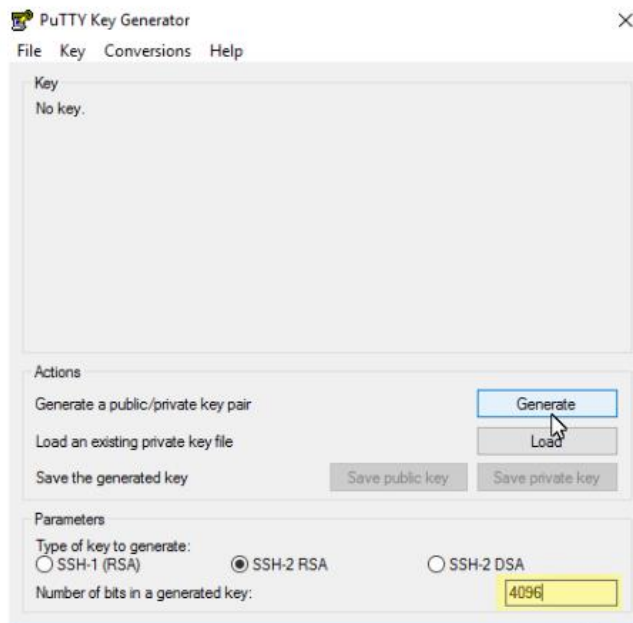 PuTTY Key Generator
File Key Conversions Help
Key
No key.
Actions
Generate a public/private key pair Generate
Load an existing private key file Load
Save the generated key Save public key Save private key
Parameters
Type of key to generate:
SSH-1 (RSA) SSH-2 RSA SSH-2 DSA
Number of bits in a generated key: 4096